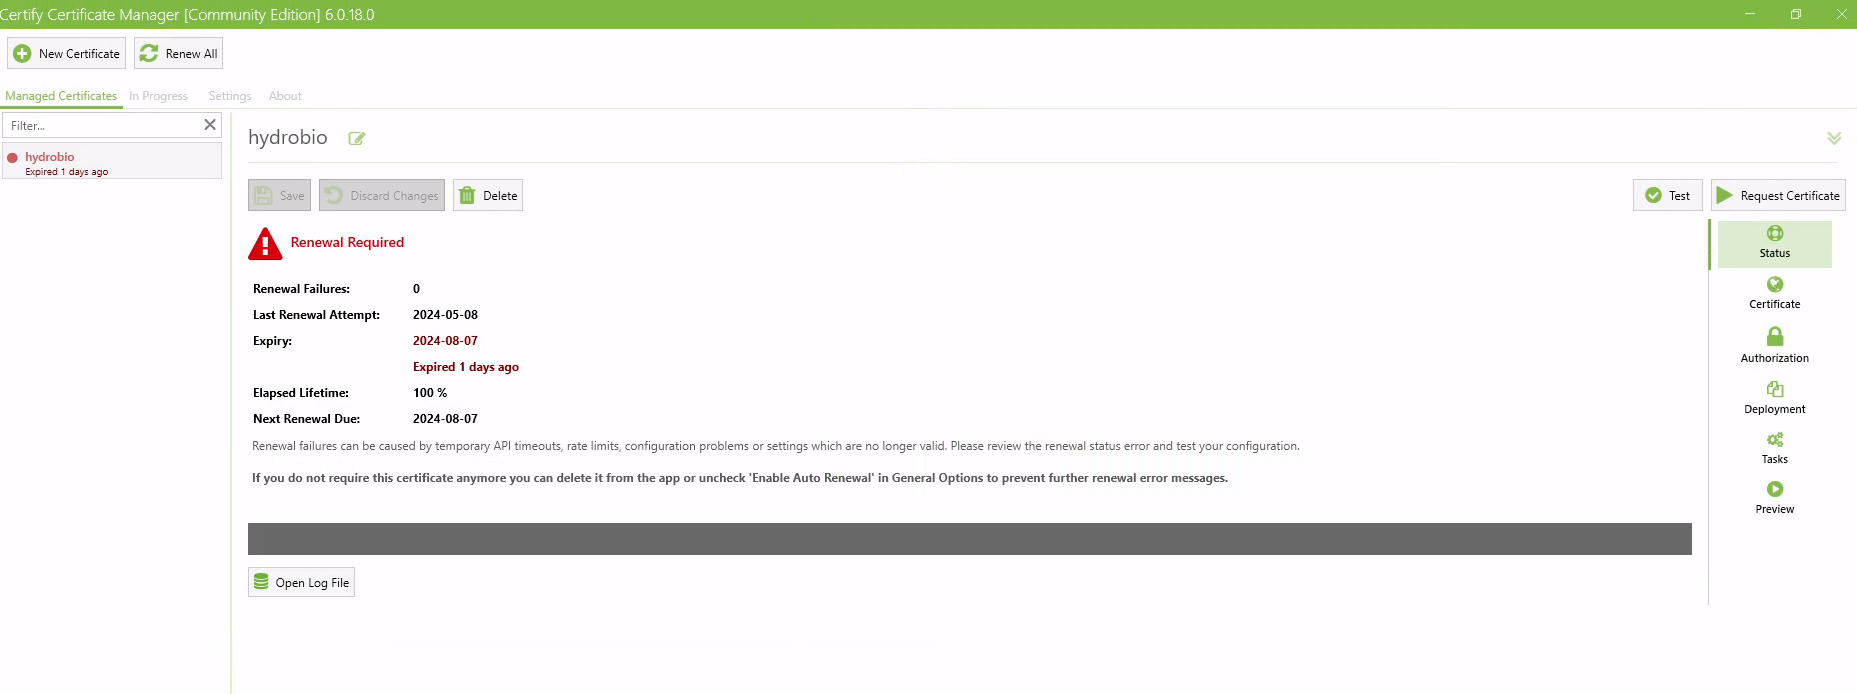 Certify Certificate Manager [Community Edition] 6.0.18.0
New Certificate
Renew All
Managed Certificates
In Progress
Settings
About
Filter...
hydrobio
Expired 1 days ago
hydrobio
Save
Discard Changes
Delete
Test
Request Certificate
Renewal Required
Renewal Failures: 0
Last Renewal Attempt: 2024-05-08
Expiry: 2024-08-07
Expired 1 days ago
Elapsed Lifetime: 100 %
Next Renewal Due: 2024-08-07
Renewal failures can be caused by temporary API timeouts, rate limits, configuration problems or settings which are no longer valid. Please review the renewal status error and test your configuration.
If you do not require this certificate anymore you can delete it from the app or uncheck 'Enable Auto Renewal' in General Options to prevent further renewal error messages.
Open Log File
Status
Certificate
Authorization
Deployment
Tasks
Preview